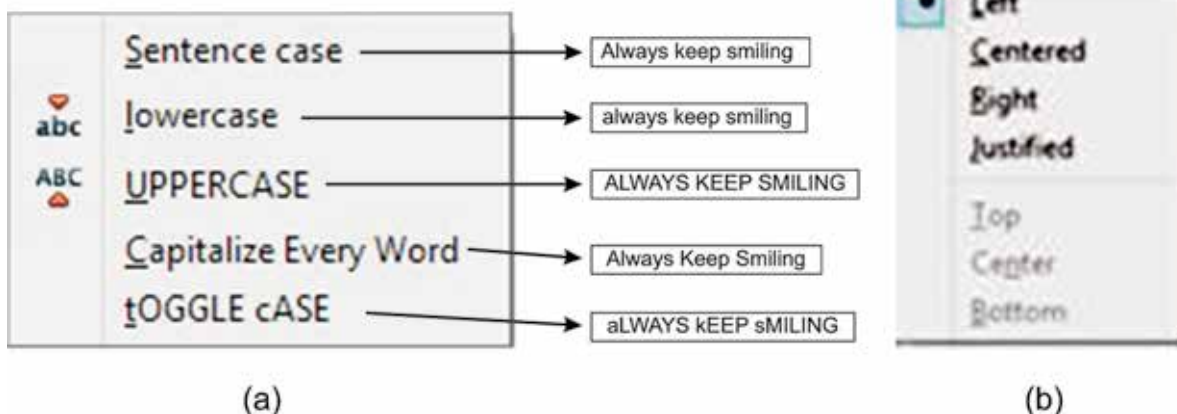 Sentence case
Always keep smiling
abc
lowercase
always keep smiling
ABC
UPPERCASE
ALWAYS KEEP SMILING
Capitalize Every Word
Always Keep Smiling
tOGGLE cASE
aLWAYS kEEP sMILING
(a)
Left
Centered
Right
Justified
Top
Center
Bottom
(b)